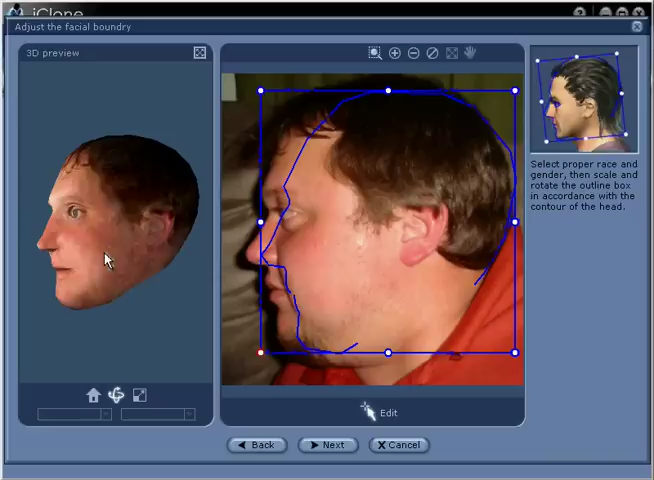 iClone
Adjust the facial boundry
3D preview
Select proper race and
gender, then scale and
rotate the outline box
in accordance with the
contour of the head.
Edit
Back
Next
X Cancel